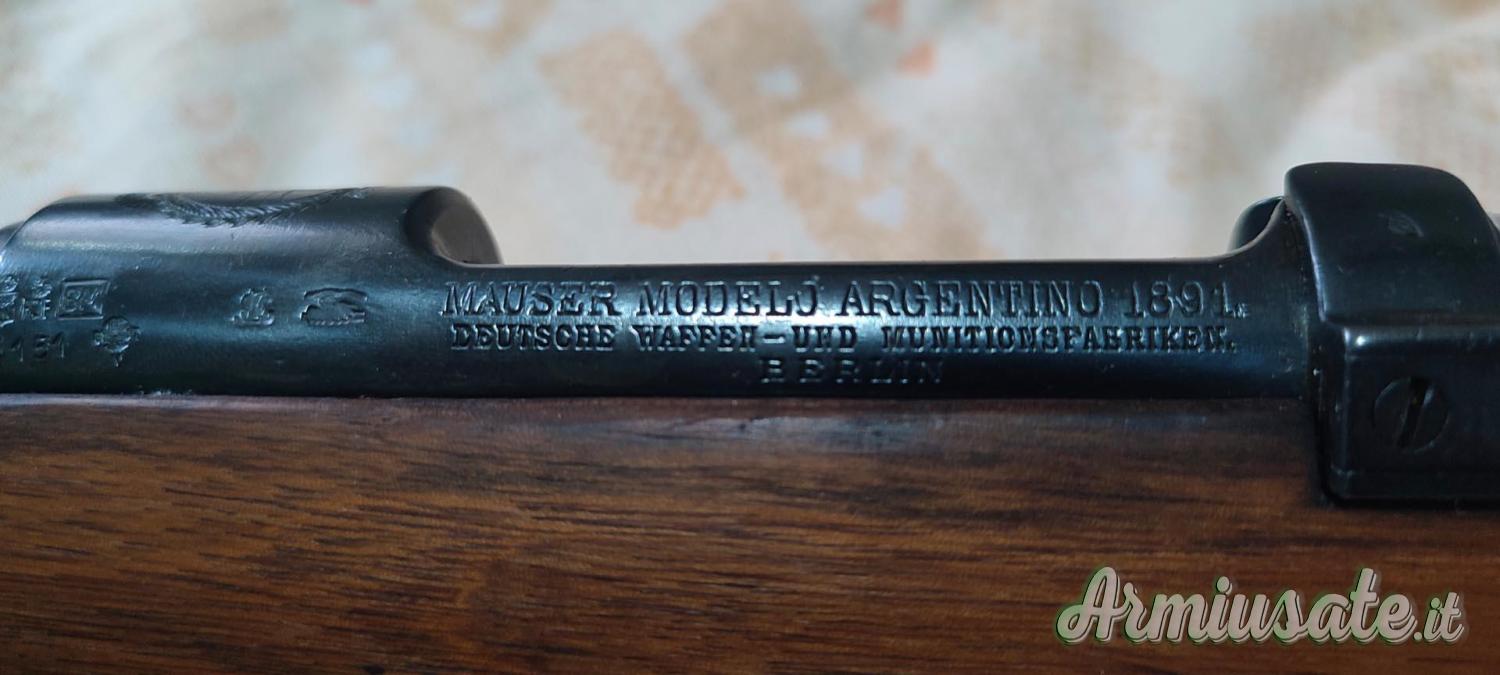 MAUSER MODELO ARGENTINO 1891.
DEUTSCHE WAFFEN-UND MUNITIONSFABRIKEN.
BERLIN
Armiusate.it